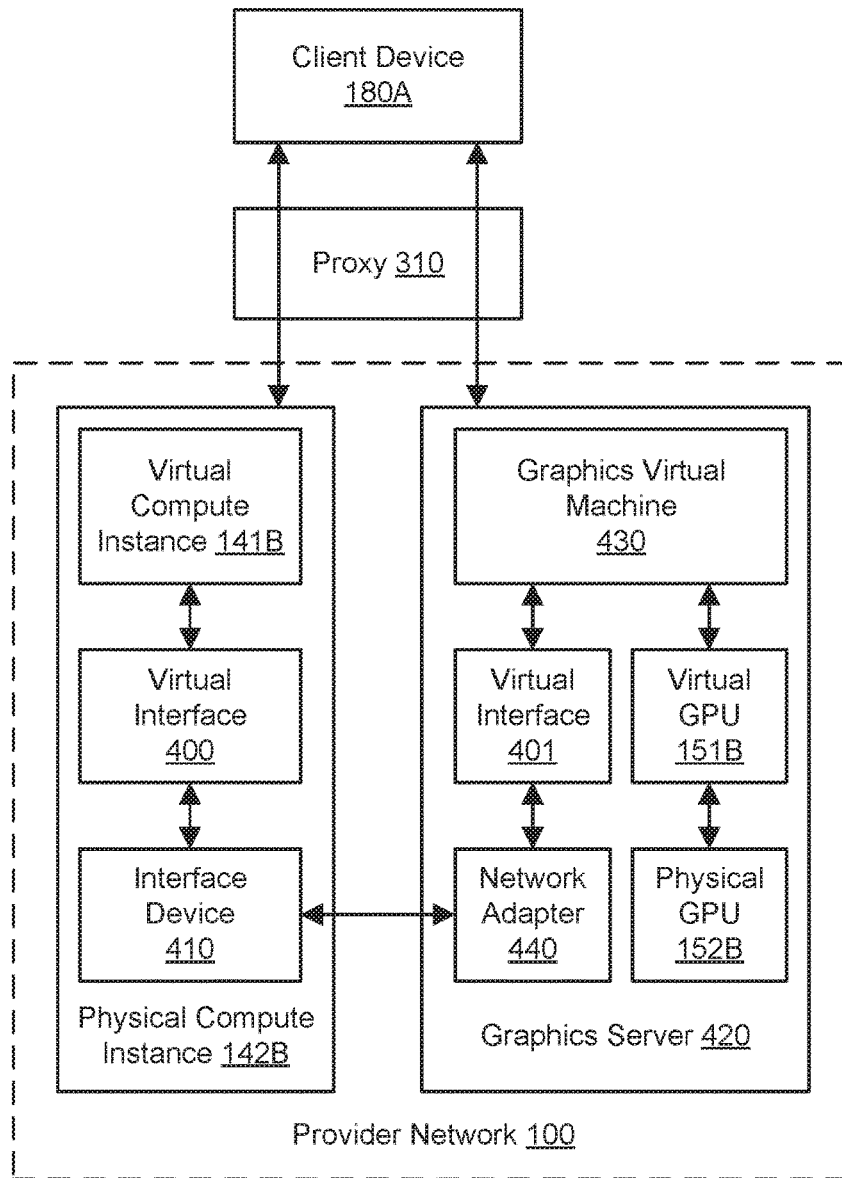 Client Device
180A
Proxy 310
Virtual
Compute
Instance 141B
Graphics Virtual
Machine
430
Virtual
Interface
400
Virtual
Interface
401
Virtual
GPU
151B
Interface
Device
410
Network
Adapter
440
Physical
GPU
152B
Physical Compute
Instance 142B
Graphics Server 420
Provider Network 100